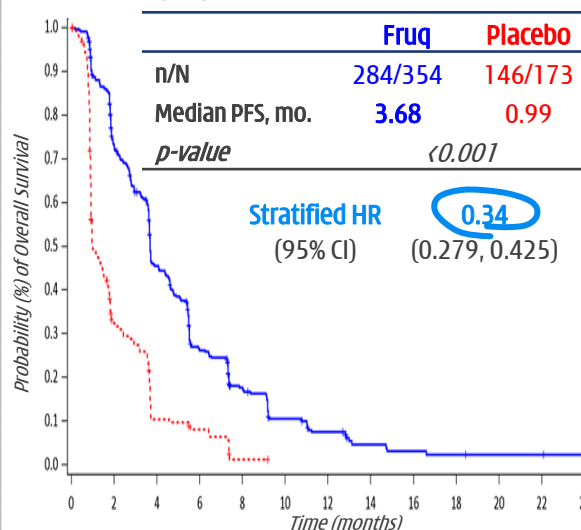 Fruq Placebo
n/N 284/354 146/173
Median PFS, mo. 3.68 0.99
p-value <0.001
Stratified HR 0.34
(95% CI) (0.279, 0.425)
Probability (%) of Overall Survival
1.0
0.9
0.8
0.7
0.6
0.5
0.4
0.3
0.2
0.1
0.0
0 2 4 6 8 10 12 14 16 18 20 22
Time (months)